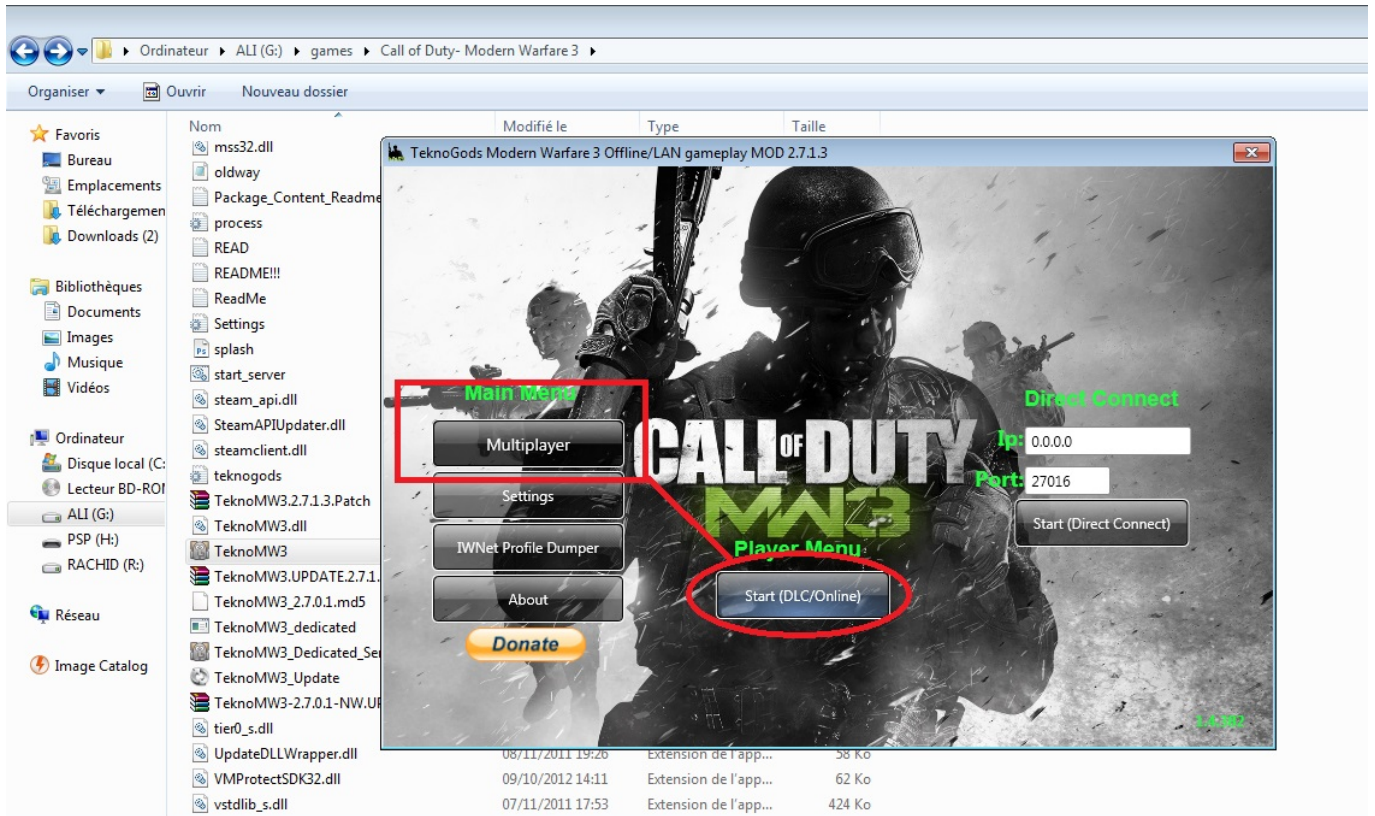 Ordinateur ▸ ALI (G:) ▸ games ▸ Call of Duty- Modern Warfare 3 ▸
Organiser Ouvrir Nouveau dossier
Favoris
Bureau
Emplacements
Téléchargemen
Downloads (2)
Bibliothèques
Documents
Images
Musique
Vidéos
Ordinateur
Disque local (C:
Lecteur BD-ROM
ALI (G:)
PSP (H:)
RACHID (R:)
Réseau
Image Catalog
Nom Modifié le Type Taille
mss32.dll
oldway
Package_Content_Readme
process
READ
README!!!
ReadMe
Settings
splash
start_server
steam_api.dll
SteamAPIUpdater.dll
steamclient.dll
teknogods
TeknoMW3.2.7.1.3.Patch
TeknoMW3.dll
TeknoMW3
TeknoMW3.UPDATE.2.7.1.
TeknoMW3_2.7.0.1.md5
TeknoMW3_dedicated
TeknoMW3_Dedicated_Se
TeknoMW3_Update
TeknoMW3-2.7.0.1-NW.UP
tier0_s.dll
UpdateDLLWrapper.dll 08/11/2011 19:26 Extension de l'app... 58 Ko
VMProtectSDK32.dll 09/10/2012 14:11 Extension de l'app... 62 Ko
vstdlib_s.dll 07/11/2011 17:53 Extension de l'app... 424 Ko
TeknoGods Modern Warfare 3 Offline/LAN gameplay MOD 2.7.1.3
Main Menu
Multiplayer
Settings
IWNet Profile Dumper
About
Donate
CALL OF DUTY
MW3
Player Menu
Start (DLC/Online)
Direct Connect
Ip: 0.0.0.0
Port: 27016
Start (Direct Connect)